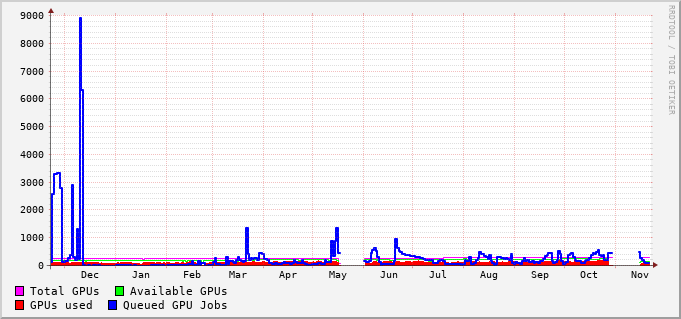 9000
8000
7000
6000
5000
4000
3000
2000
1000
0
Dec Jan Feb Mar Apr May Jun Jul Aug Sep Oct Nov
Total GPUs Available GPUs
GPUs used Queued GPU Jobs
RRDTOOL / TOBI OETIKER